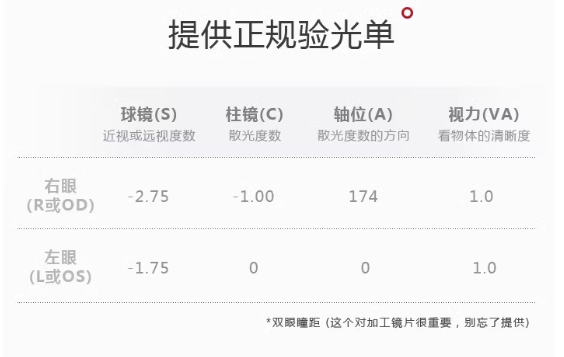 提供正规验光单
球镜(S) 柱镜(C) 轴位(A) 视力(VA)
近视或远视度数 散光度数 散光度数的方向 看物体的清晰度
右眼
(R或OD) -2.75 -1.00 174 1.0
左眼
(L或OS) -1.75 0 0 1.0
*双眼瞳距 (这个对加工镜片很重要，别忘了提供)